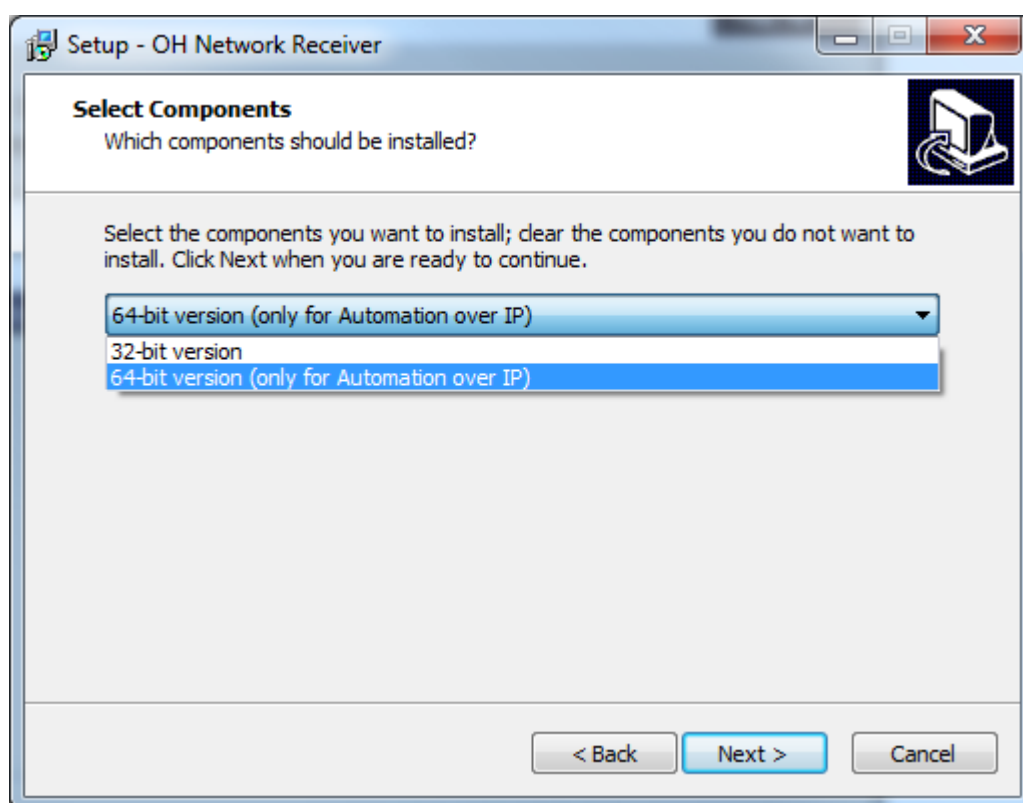 Setup - OH Network Receiver
Select Components
Which components should be installed?
Select the components you want to install; clear the components you do not want to
install. Click Next when you are ready to continue.
64-bit version (only for Automation over IP)
32-bit version
64-bit version (only for Automation over IP)
< Back
Next >
Cancel